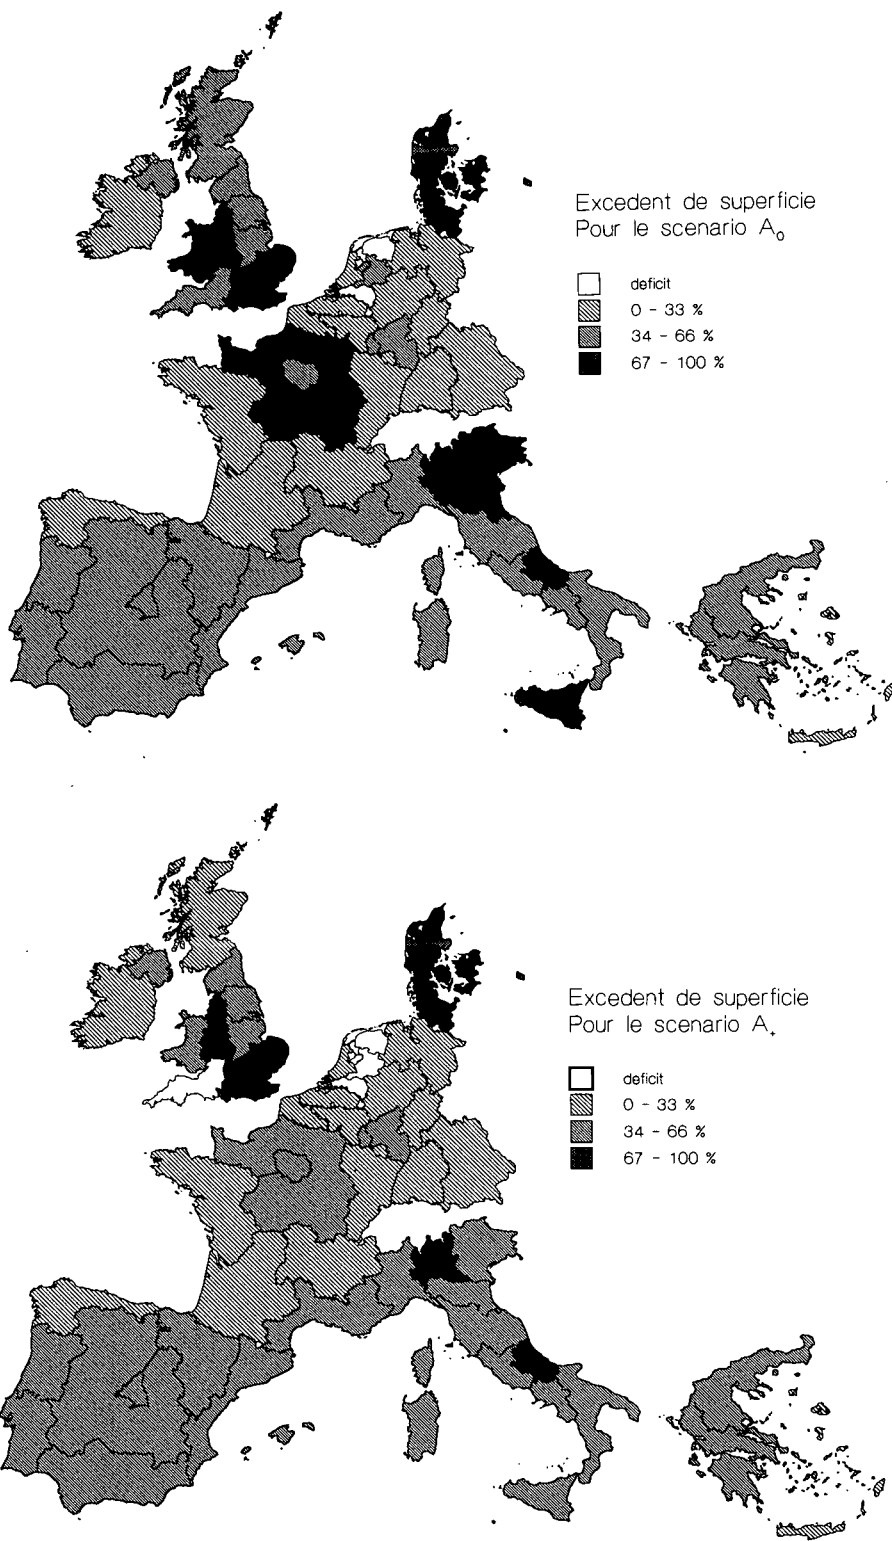 Excedent de superficie
Pour le scenario A₀
deficit
0 - 33 %
34 - 66 %
67 - 100 %
Excedent de superficie
Pour le scenario A₊
deficit
0 - 33 %
34 - 66 %
67 - 100 %